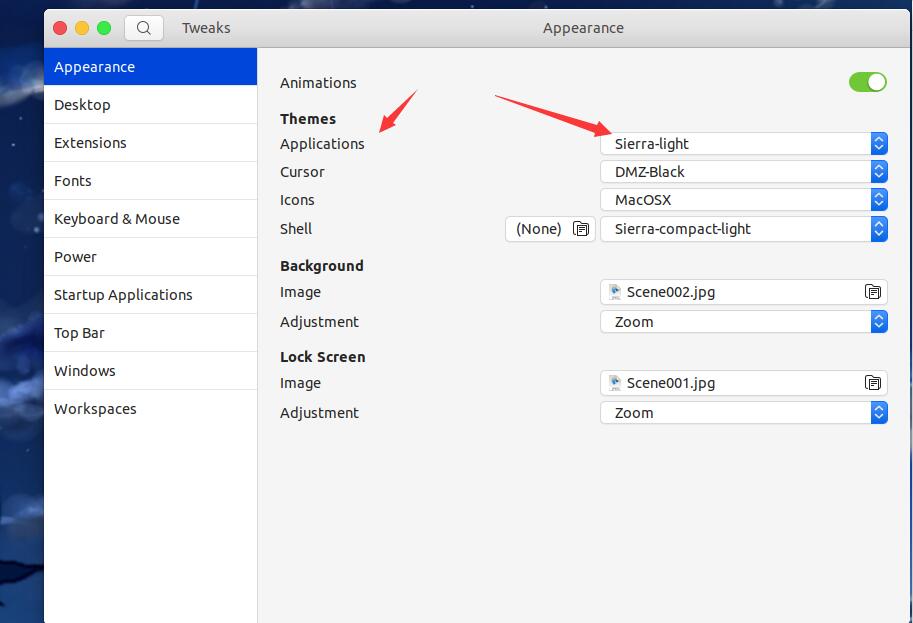 Tweaks
Appearance
Appearance
Desktop
Extensions
Fonts
Keyboard & Mouse
Power
Startup Applications
Top Bar
Windows
Workspaces
Animations
Themes
Applications Sierra-light
Cursor DMZ-Black
Icons MacOSX
Shell (None) Sierra-compact-light
Background
Image Scene002.jpg
Adjustment Zoom
Lock Screen
Image Scene001.jpg
Adjustment Zoom